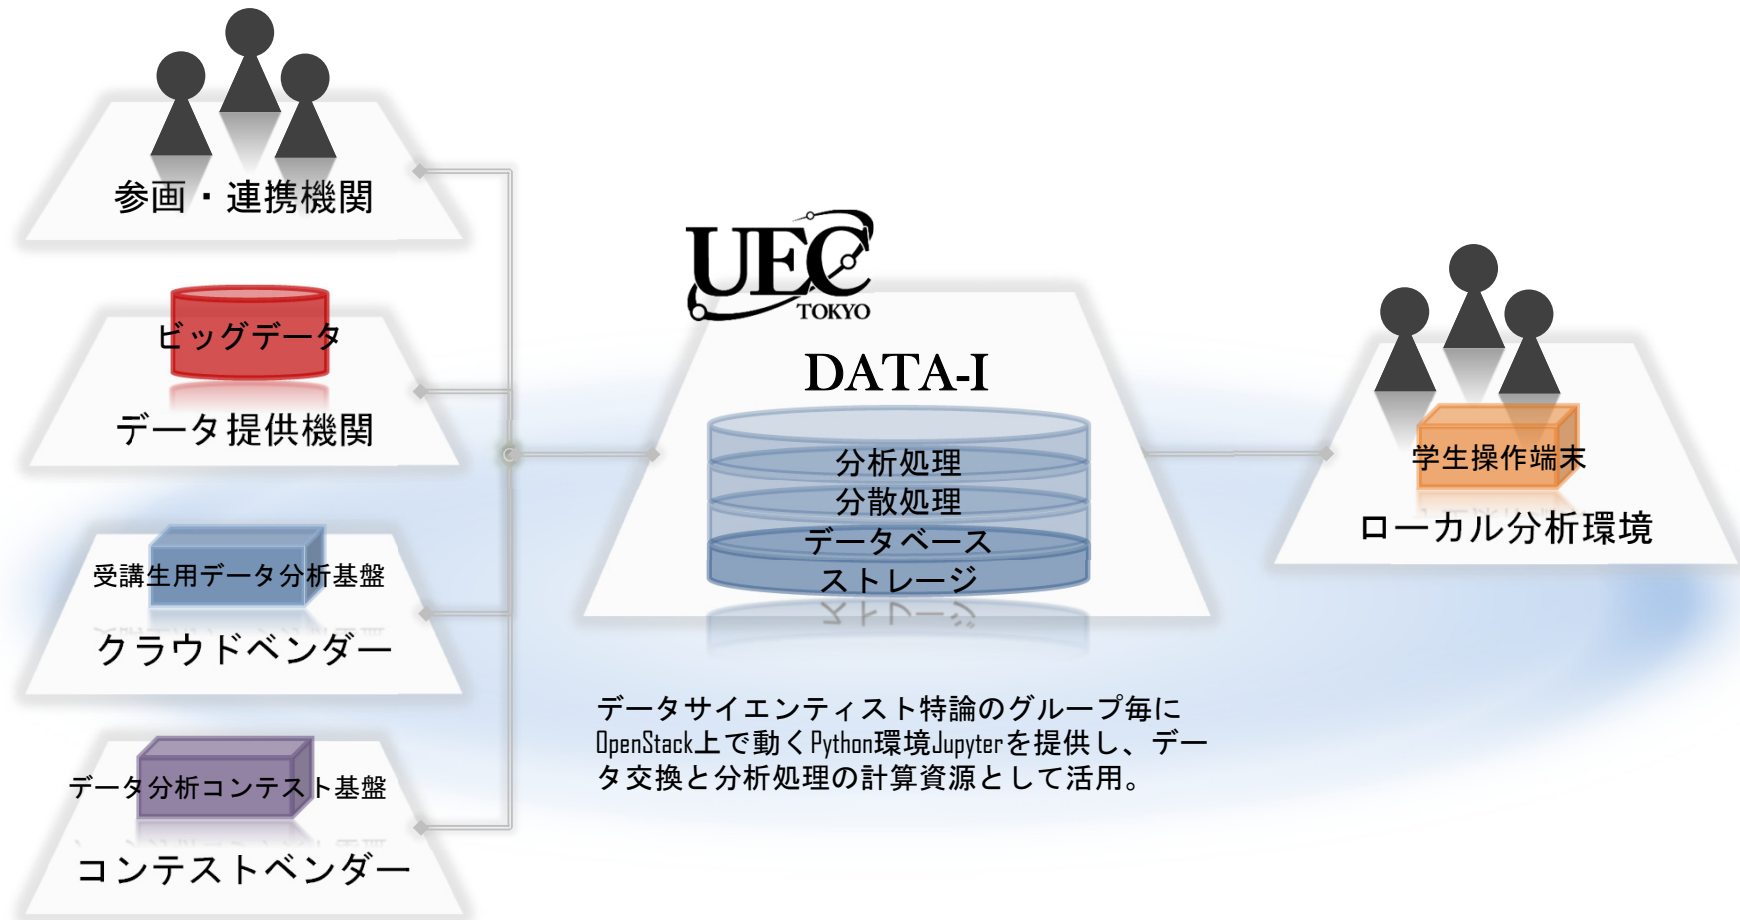 参画・連携機関
ビッグデータ
データ提供機関
受講生用データ分析基盤
クラウドベンダー
データ分析コンテスト基盤
コンテストベンダー
UEC
TOKYO
DATA-I
分析処理
分散処理
データベース
ストレージ
データサイエンティスト特論のグループ毎に
OpenStack上で動くPython環境Jupyterを提供し、デー
タ交換と分析処理の計算資源として活用。
学生操作端末
ローカル分析環境